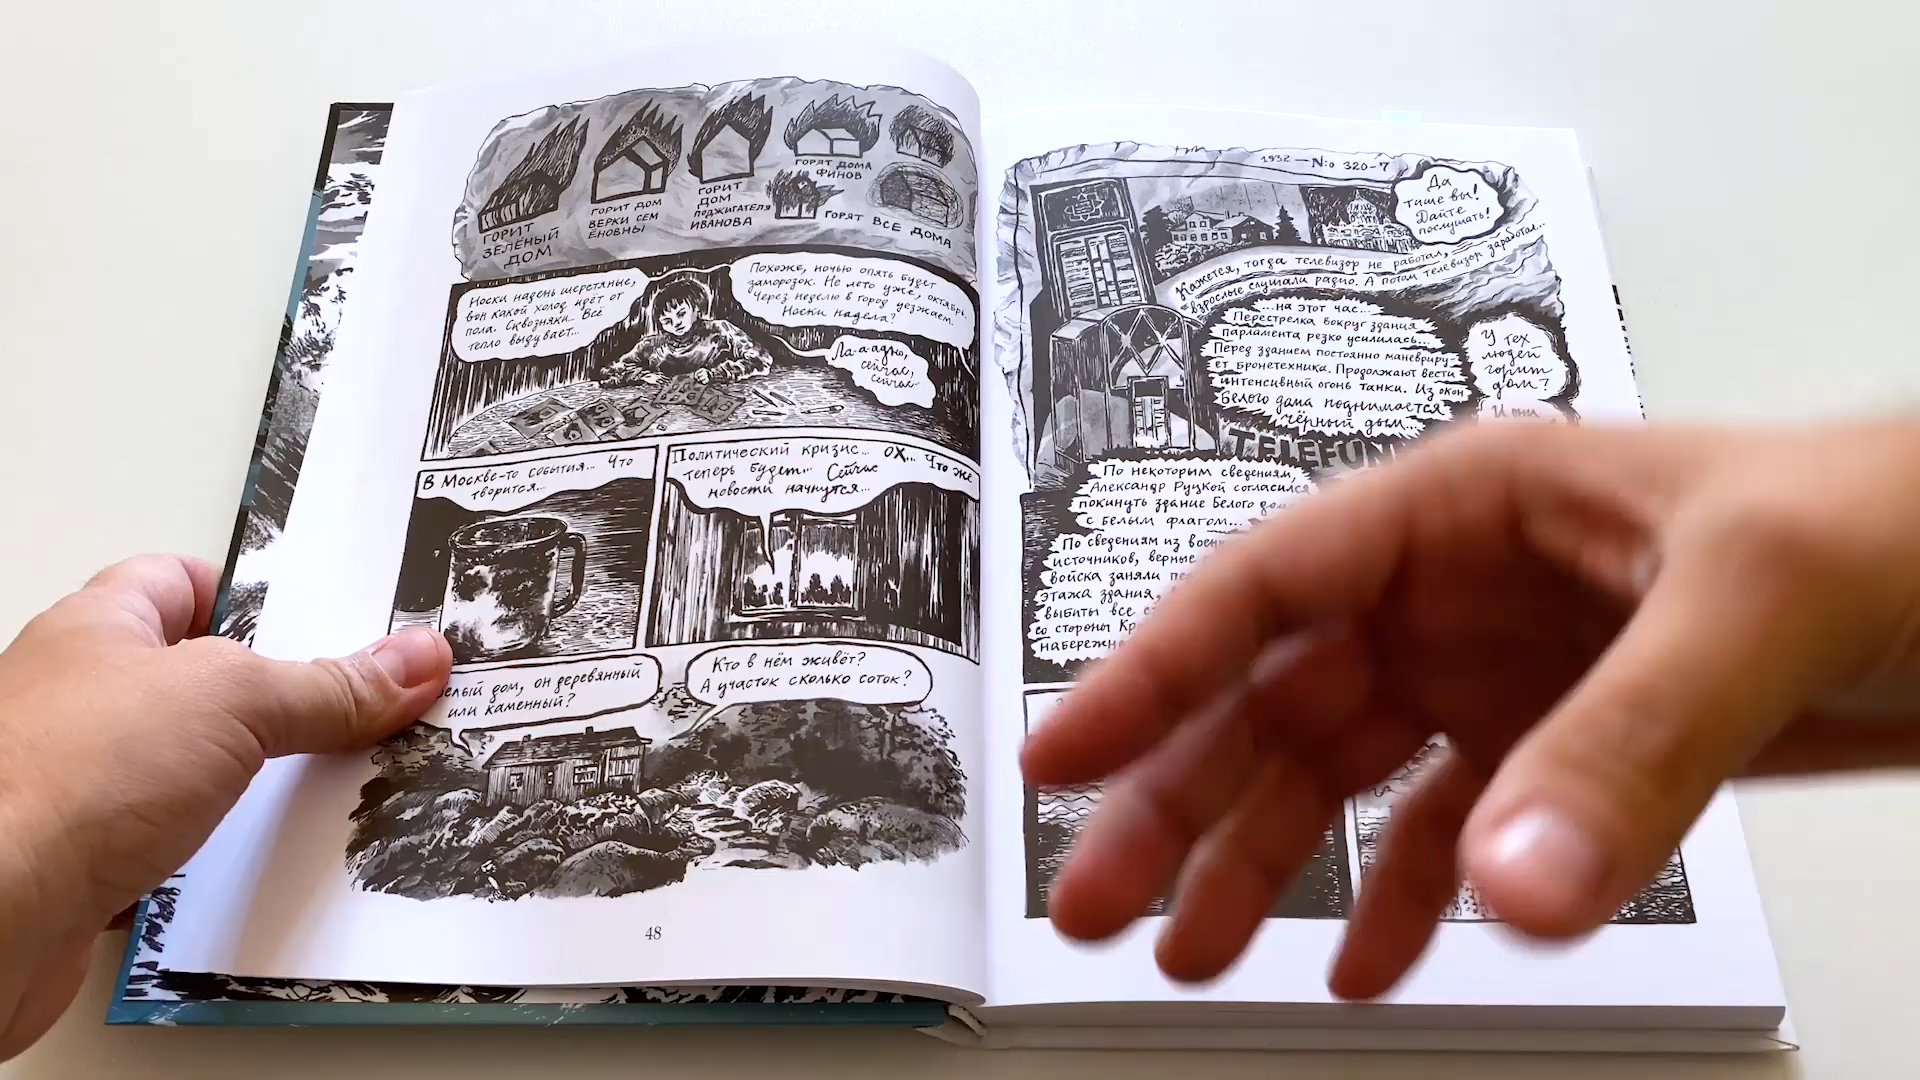 ГОРИТ
ЗЕЛЁНЫЙ
ДОМ
ГОРИТ ДОМ
ВЕРКИ СЕМ
ЁНОВНЫ
ГОРИТ
ДОМ
ПОДЖИГАТЕЛЯ
ИВАНОВА
ГОРЯТ ДОМА
ФИНОВ
ГОРЯТ ВСЕ ДОМА
Носки надень шерстяные,
вон какой холод идёт от
пола. Сквозняки.. Всё
тепло выдувает...
Похоже, ночью опять будет
заморозок. Не лето уже, октябрь.
Через неделю в город уезжаем.
Носки надела?
Ла-а-адно,
сейчас,
сейчас
В Москве-то события... Что
творится...
Политический кризис... ОХ... Что же
теперь будет... Сейчас
новости начнутся...
белый дом, он деревянный
или каменный?
Кто в нём живёт?
А участок сколько соток?
48
1932 — N:o 320-7
Да
тише вы!
Дайте
послушать!
Кажется, тогда телевизор не работал,
взрослые слушали радио. А потом телевизор заработал...
...на этот час...
Перестрелка вокруг здания
парламента резко усилилась...
Перед зданием постоянно маневриру-
ет бронетехника. Продолжают вести
интенсивный огонь танки. Из окон
Белого дома поднимается
чёрный дым...
У тех
людей
горит
дом?
И они
TELEFUN
По некоторым сведениям,
Александр Руцкой согласился
покинуть здание Белого
с белым флагом...
По сведениям из
источников, верные
войска заняли
этажа здания,
выбиты все
со стороны